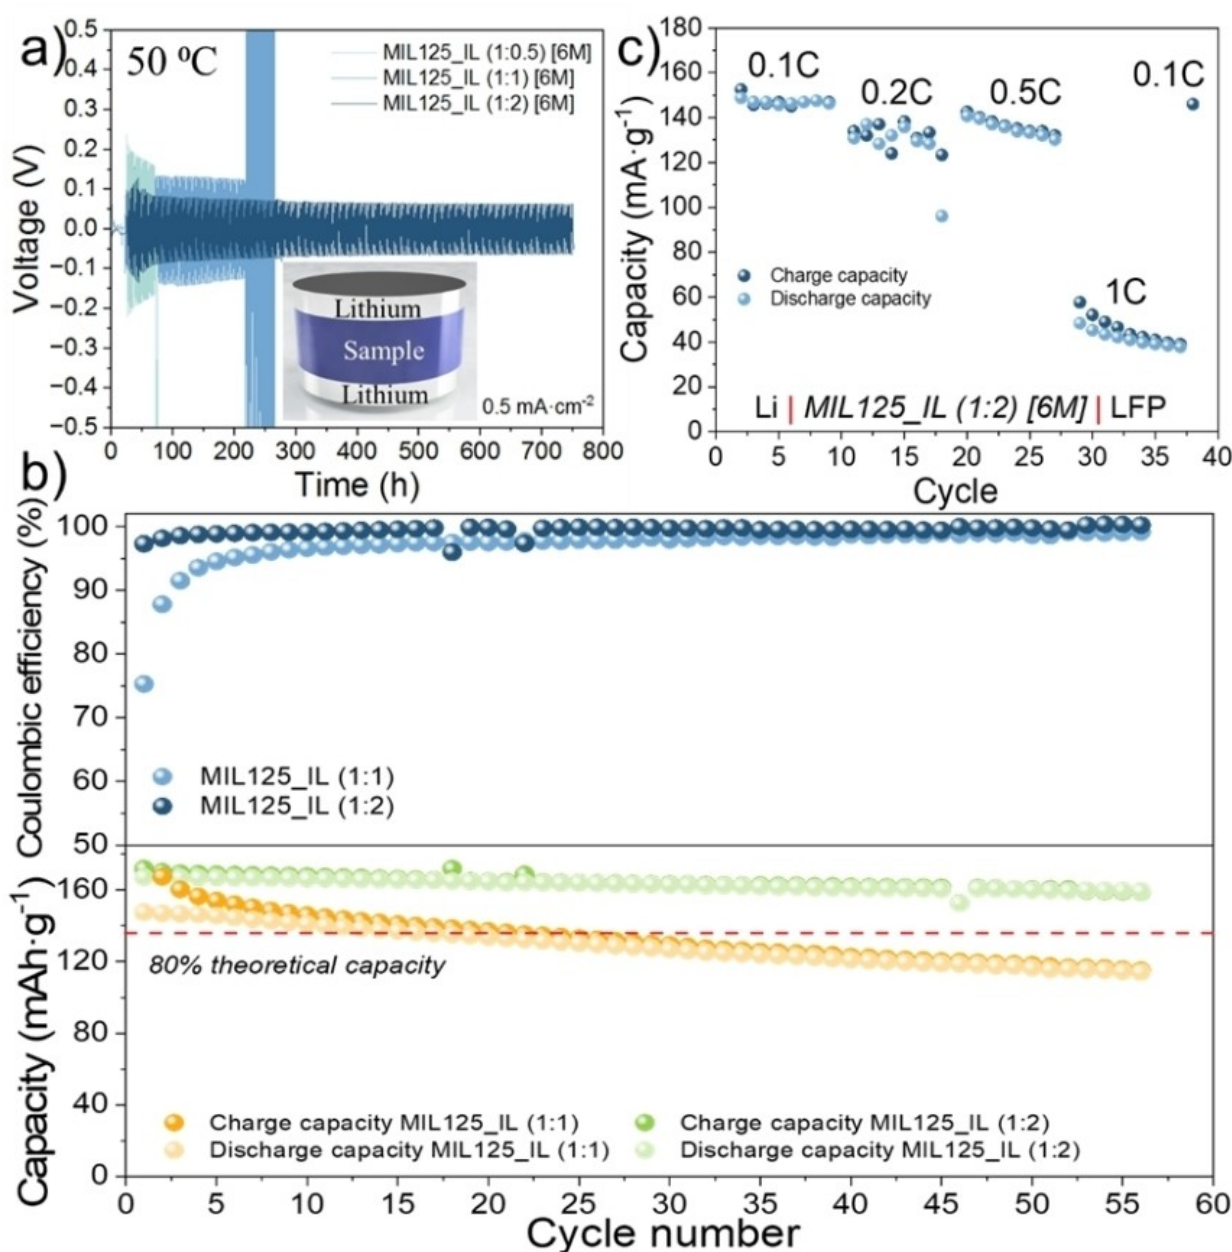 a)
50 ⁰C
MIL125_IL (1:0.5) [6M]
MIL125_IL (1:1) [6M]
MIL125_IL (1:2) [6M]
Voltage (V)
0.5
0.4
0.3
0.2
0.1
0.0
−0.1
−0.2
−0.3
−0.4
−0.5
Lithium
Sample
Lithium
0.5 mA·cm⁻²
0 100 200 300 400 500 600 700 800
Time (h)
c)
Capacity (mA·g⁻¹)
180
160
140
120
100
80
60
40
20
0
0.1C
0.2C
0.5C
0.1C
1C
Charge capacity
Discharge capacity
Li | MIL125_IL (1:2) [6M] | LFP
0 5 10 15 20 25 30 35 40
Cycle
b)
Coulombic efficiency (%)
100
90
80
70
60
50
MIL125_IL (1:1)
MIL125_IL (1:2)
Capacity (mAh·g⁻¹)
160
120
80
40
0
80% theoretical capacity
Charge capacity MIL125_IL (1:1)
Discharge capacity MIL125_IL (1:1)
Charge capacity MIL125_IL (1:2)
Discharge capacity MIL125_IL (1:2)
0 5 10 15 20 25 30 35 40 45 50 55 60
Cycle number